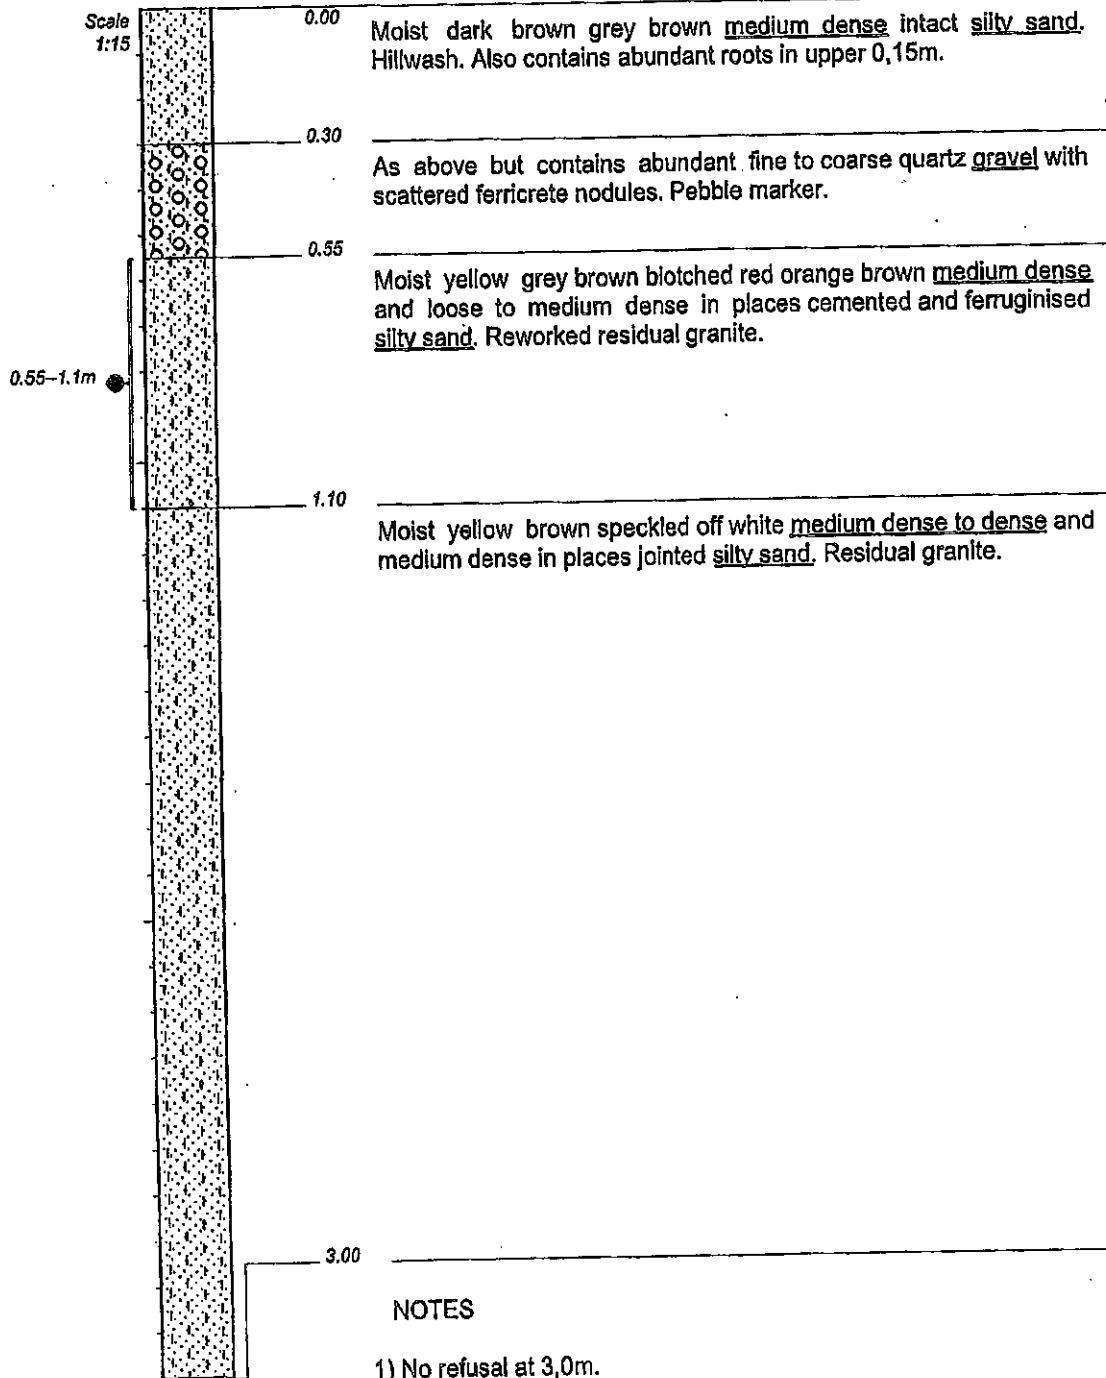 Scale
1:15
0.00
Moist dark brown grey brown medium dense intact silty sand.
Hillwash. Also contains abundant roots in upper 0,15m.
0.30
As above but contains abundant fine to coarse quartz gravel with
scattered ferricrete nodules. Pebble marker.
0.55
Moist yellow grey brown blotched red orange brown medium dense
and loose to medium dense in places cemented and ferruginised
silty sand. Reworked residual granite.
0.55–1.1m
1.10
Moist yellow brown speckled off white medium dense to dense and
medium dense in places jointed silty sand. Residual granite.
3.00
NOTES
1) No refusal at 3,0m.